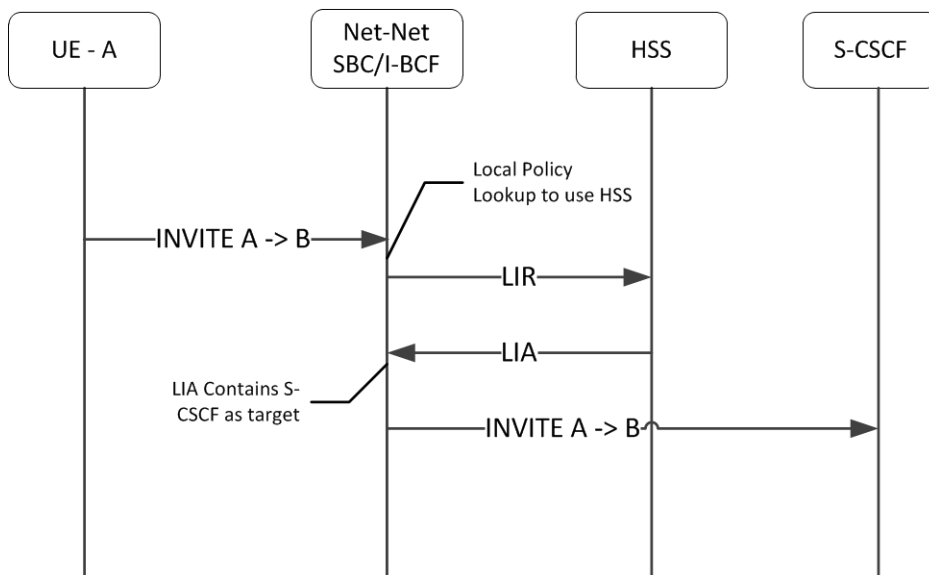 UE - A
Net-Net
SBC/I-BCF
HSS
S-CSCF
Local Policy
Lookup to use HSS
INVITE A -> B
LIR
LIA
LIA Contains S-
CSCF as target
INVITE A -> B